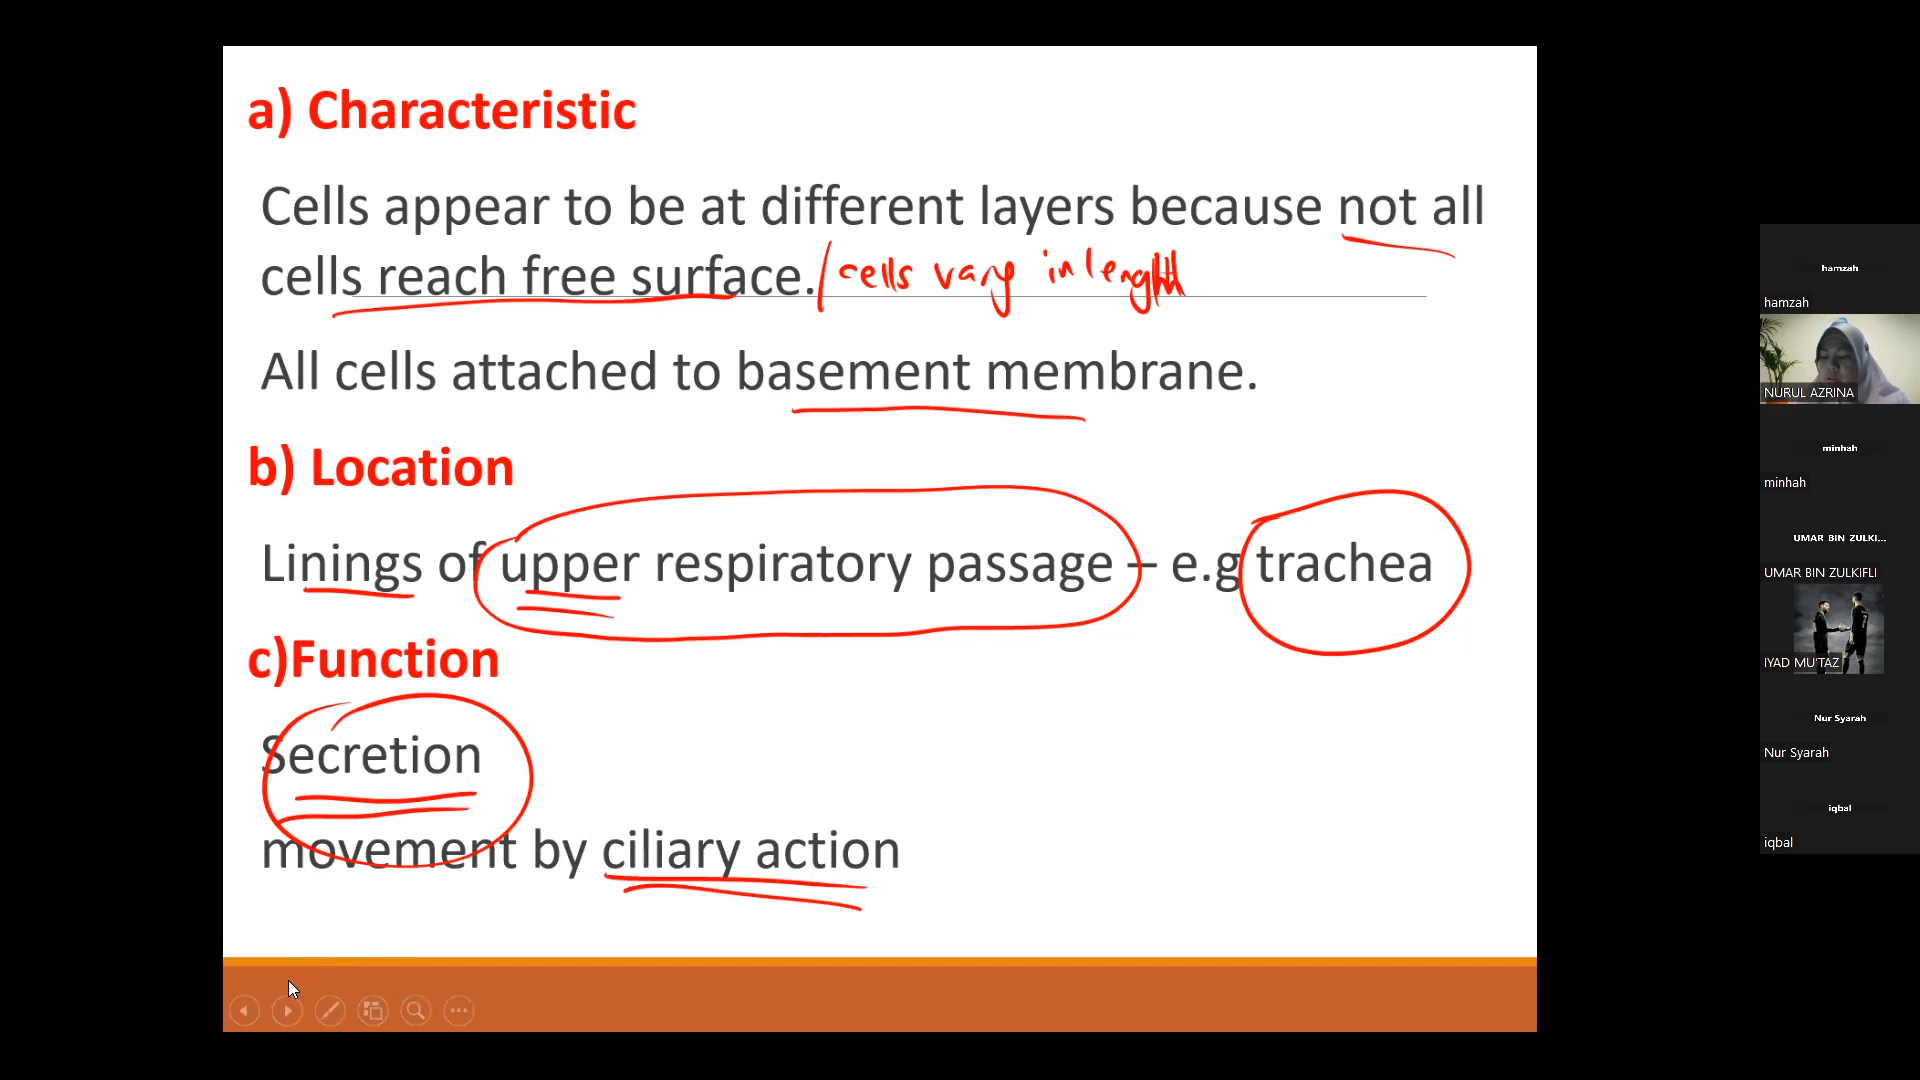 a) Characteristic
Cells appear to be at different layers because not all
cells reach free surface. / cells vary in length
All cells attached to basement membrane.
b) Location
Linings of upper respiratory passage – e.g trachea
c)Function
Secretion
movement by ciliary action
hamzah
hamzah
NURUL AZRINA
minhah
minhah
UMAR BIN ZULKI...
UMAR BIN ZULKIFLI
IYAD MU'TAZ
Nur Syarah
Nur Syarah
iqbal
iqbal